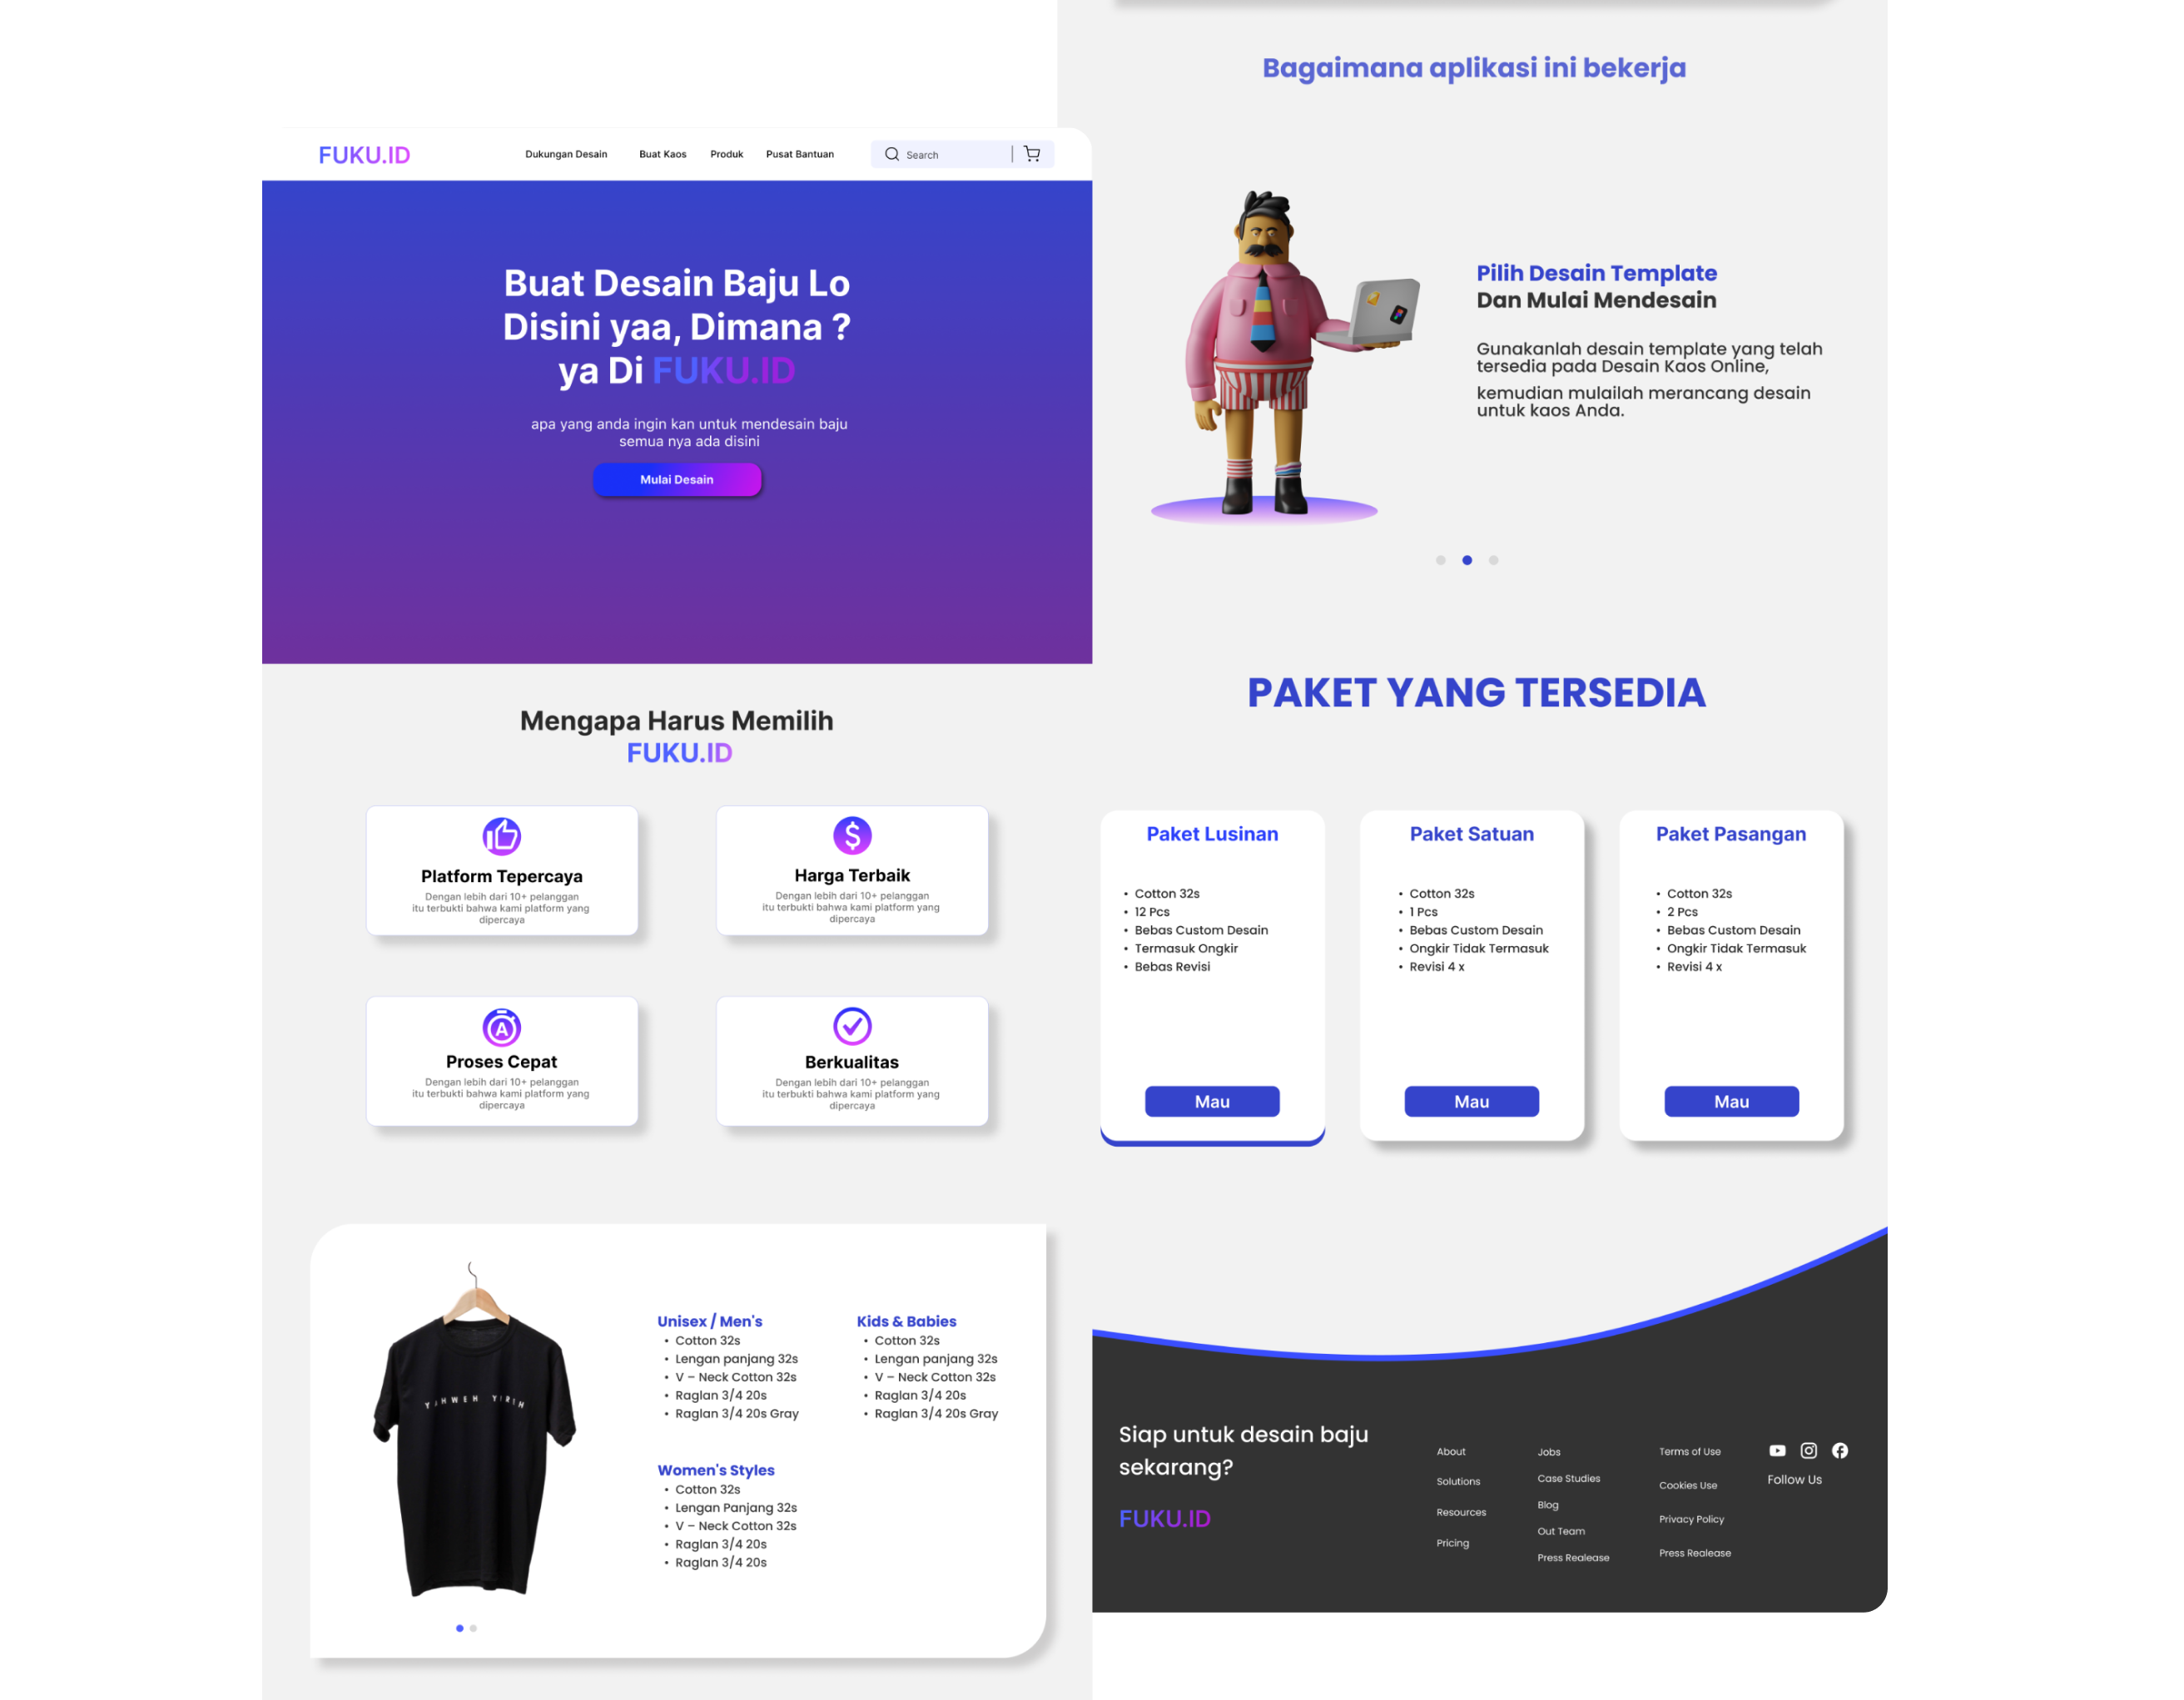 FUKU.ID
Dukungan Desain
Buat Kaos
Produk
Pusat Bantuan
Search
Buat Desain Baju Lo
Disini yaa, Dimana ?
ya Di FUKU.ID
apa yang anda ingin kan untuk mendesain baju
semua nya ada disini
Mulai Desain
Mengapa Harus Memilih
FUKU.ID
Platform Tepercaya
Dengan lebih dari 10+ pelanggan
itu terbukti bahwa kami platform yang
dipercaya
Harga Terbaik
Dengan lebih dari 10+ pelanggan
itu terbukti bahwa kami platform yang
dipercaya
A
Proses Cepat
Dengan lebih dari 10+ pelanggan
itu terbukti bahwa kami platform yang
dipercaya
Berkualitas
Dengan lebih dari 10+ pelanggan
itu terbukti bahwa kami platform yang
dipercaya
YAHWEH YIREH
Unisex / Men's
• Cotton 32s
• Lengan panjang 32s
• V – Neck Cotton 32s
• Raglan 3/4 20s
• Raglan 3/4 20s Gray
Kids & Babies
• Cotton 32s
• Lengan panjang 32s
• V – Neck Cotton 32s
• Raglan 3/4 20s
• Raglan 3/4 20s Gray
Women's Styles
• Cotton 32s
• Lengan Panjang 32s
• V – Neck Cotton 32s
• Raglan 3/4 20s
• Raglan 3/4 20s
Bagaimana aplikasi ini bekerja
Pilih Desain Template
Dan Mulai Mendesain
Gunakanlah desain template yang telah
tersedia pada Desain Kaos Online,
kemudian mulailah merancang desain
untuk kaos Anda.
PAKET YANG TERSEDIA
Paket Lusinan
• Cotton 32s
• 12 Pcs
• Bebas Custom Desain
• Termasuk Ongkir
• Bebas Revisi
Mau
Paket Satuan
• Cotton 32s
• 1 Pcs
• Bebas Custom Desain
• Ongkir Tidak Termasuk
• Revisi 4 x
Mau
Paket Pasangan
• Cotton 32s
• 2 Pcs
• Bebas Custom Desain
• Ongkir Tidak Termasuk
• Revisi 4 x
Mau
Siap untuk desain baju
sekarang?
FUKU.ID
About
Solutions
Resources
Pricing
Jobs
Case Studies
Blog
Out Team
Press Realease
Terms of Use
Cookies Use
Privacy Policy
Press Realease
Follow Us